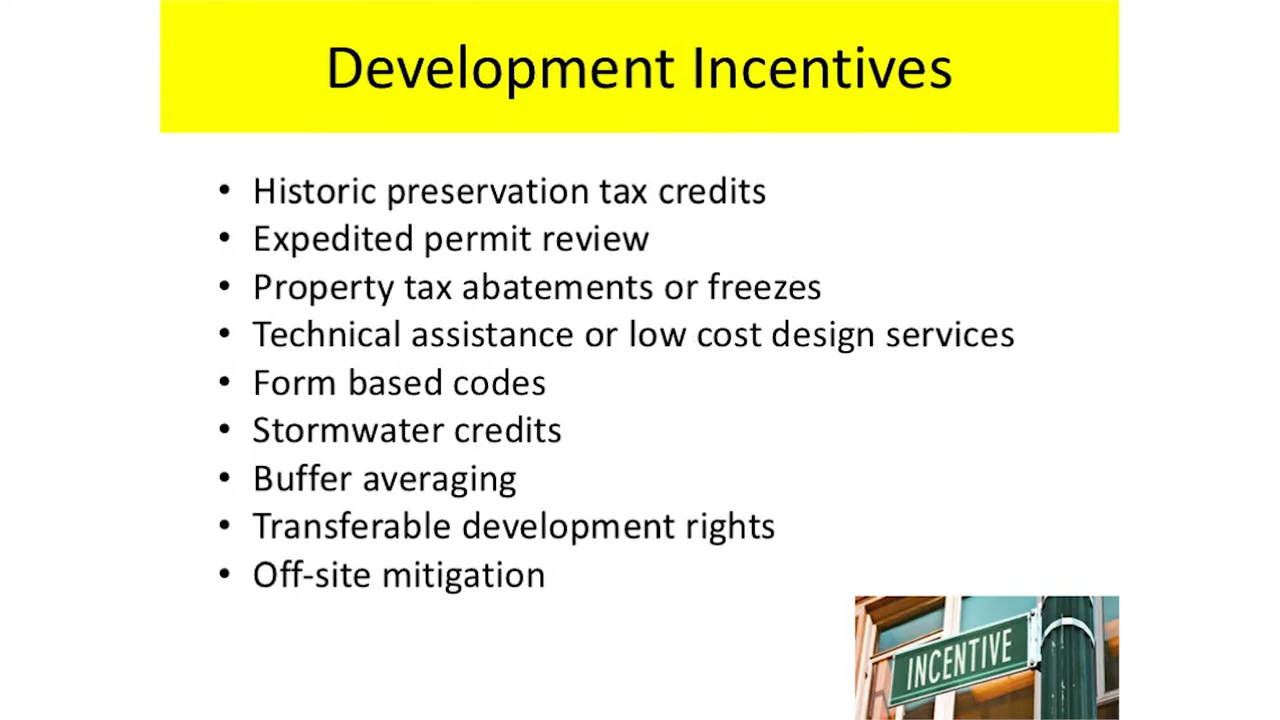 Development Incentives
• Historic preservation tax credits
• Expedited permit review
• Property tax abatements or freezes
• Technical assistance or low cost design services
• Form based codes
• Stormwater credits
• Buffer averaging
• Transferable development rights
• Off-site mitigation
INCENTIVE